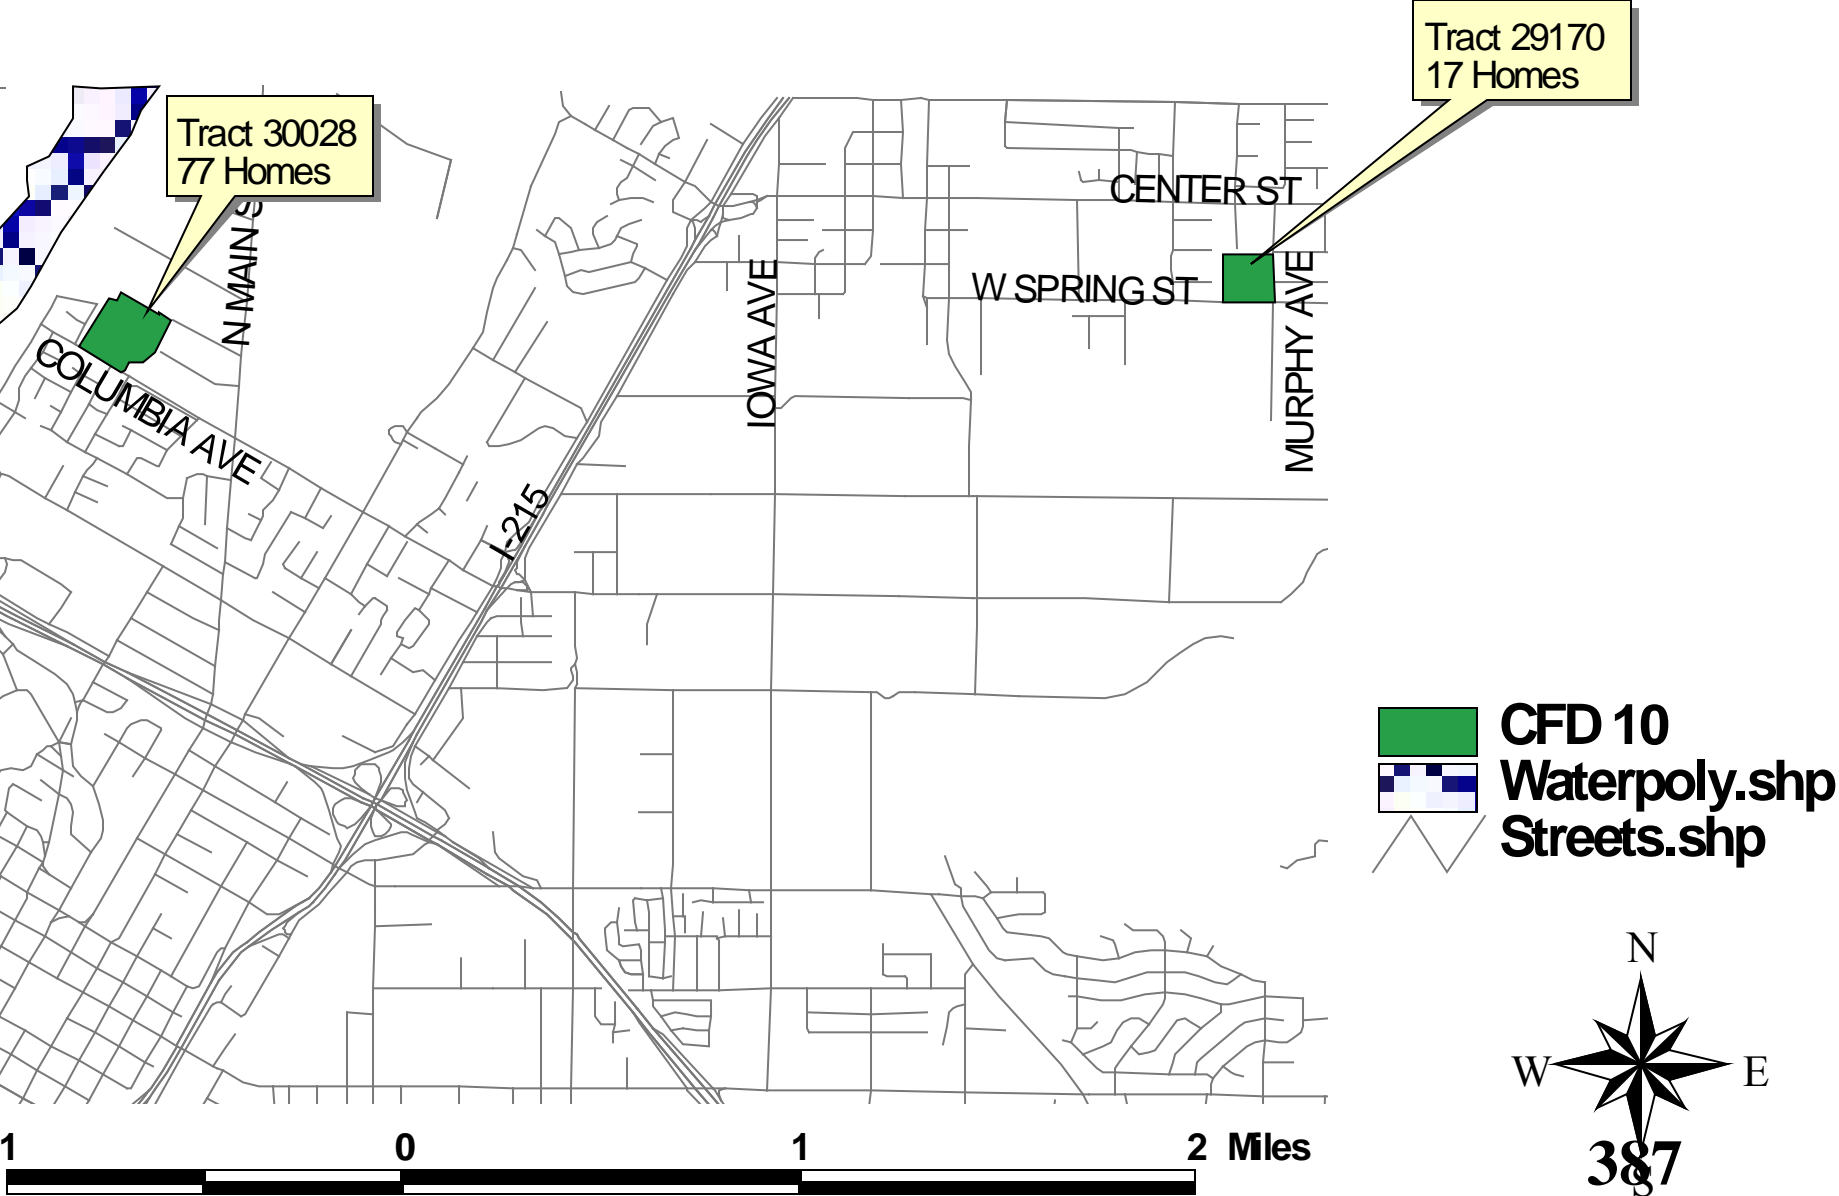 Tract 29170
17 Homes
Tract 30028
77 Homes
CENTER ST
N MAIN S
W SPRING ST
IOWA AVE
MURPHY AVE
COLUMBIA AVE
I-215
CFD 10
Waterpoly.shp
Streets.shp
N
W
E
S
1 0 1 2 Miles
387